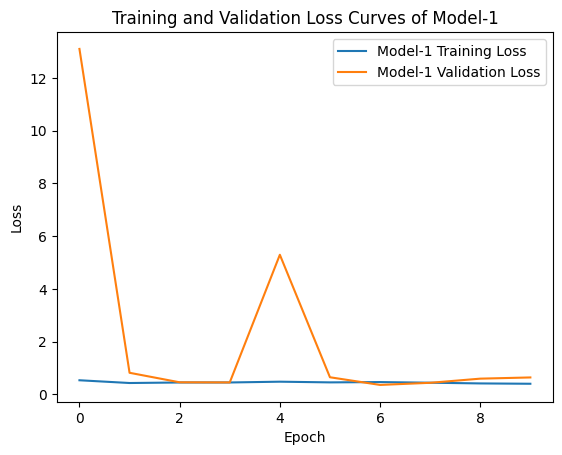 Training and Validation Loss Curves of Model-1
Model-1 Training Loss
Model-1 Validation Loss
12
10
8
6
4
2
0
Loss
0 2 4 6 8
Epoch